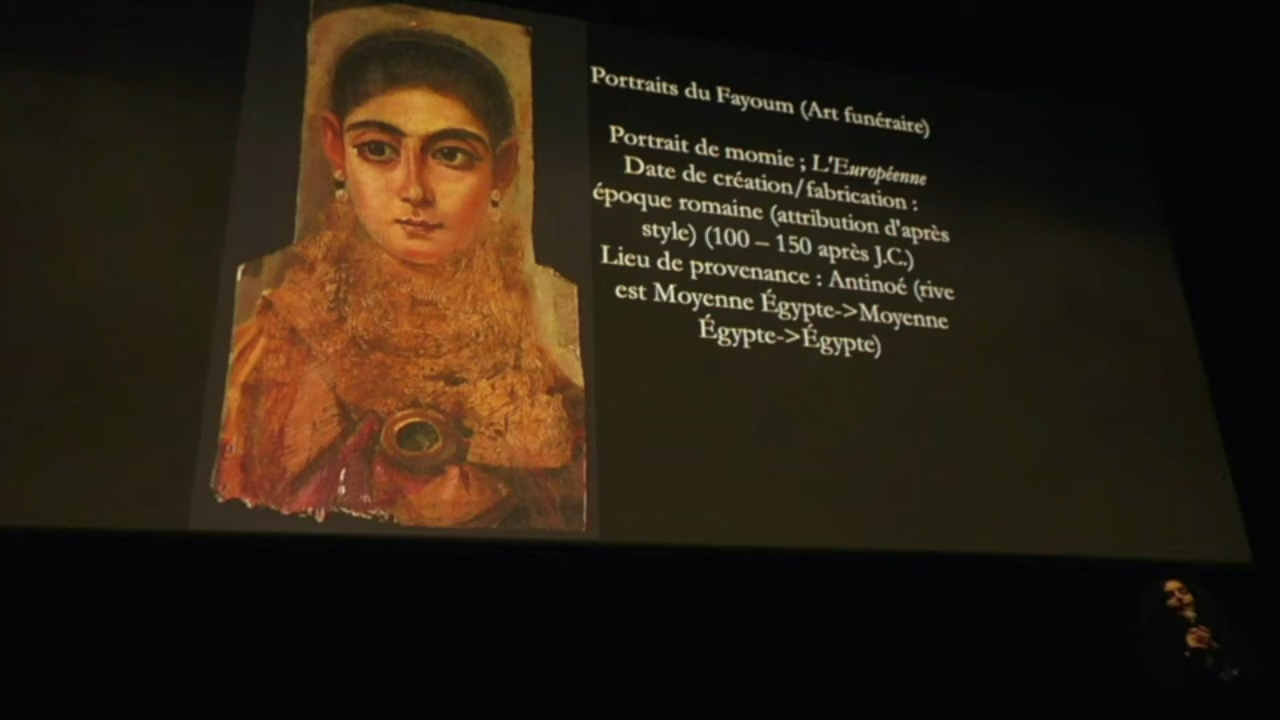 Portraits du Fayoum (Art funéraire)
Portrait de momie ; L'Européenne
Date de création/fabrication :
époque romaine (attribution d'après
style) (100 – 150 après J.C.)
Lieu de provenance : Antinoé (rive
est Moyenne Égypte->Moyenne
Égypte->Égypte)